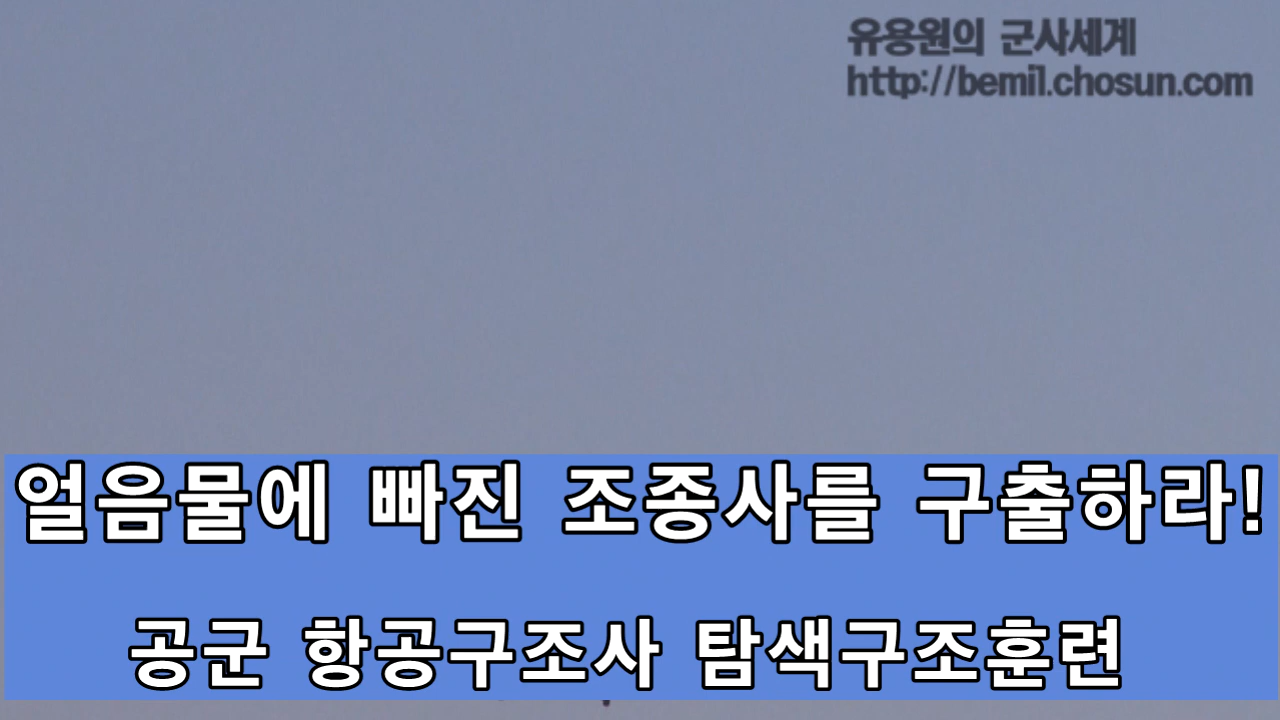 유용원의 군사세계
http://bemil.chosun.com
얼음물에 빠진 조종사를 구출하라!
공군 항공구조사 탐색구조훈련